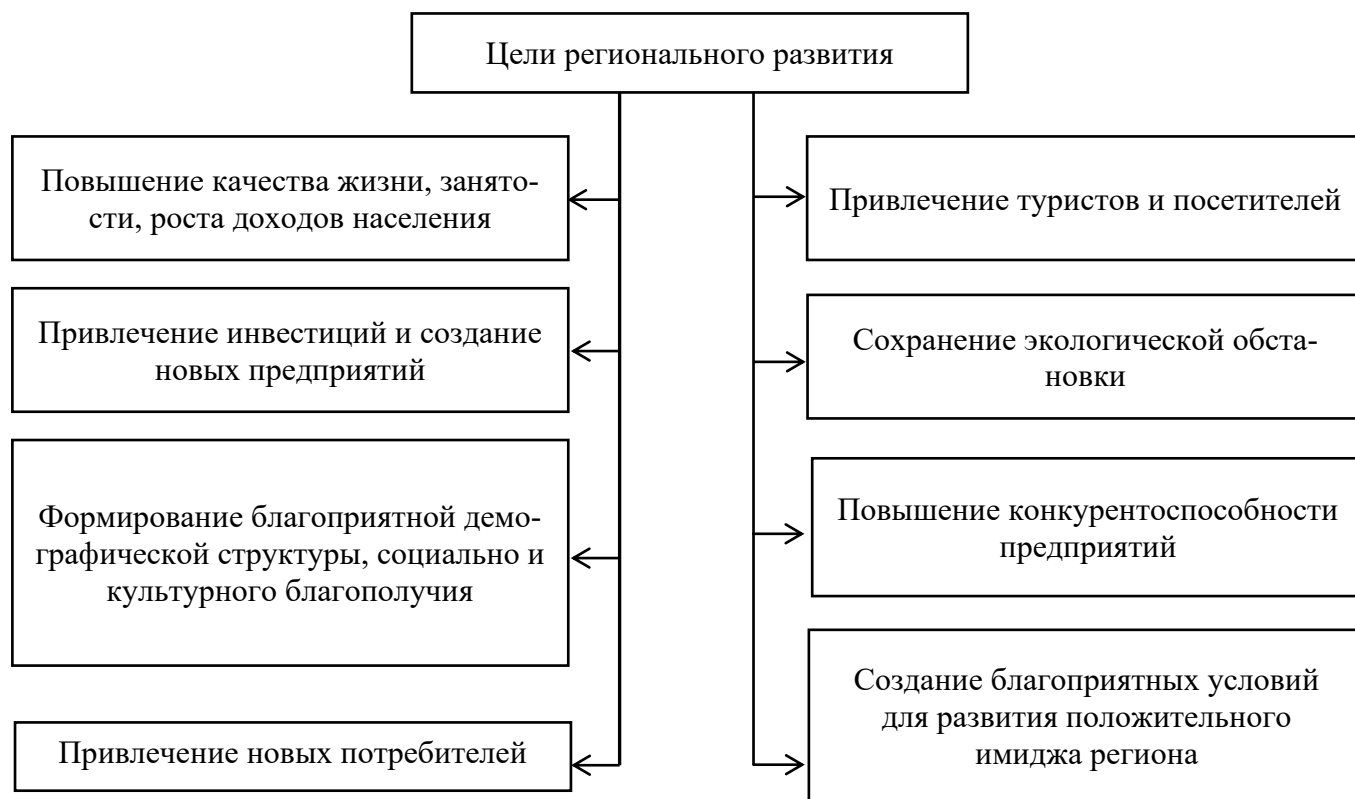 Цели регионального развития
Повышение качества жизни, занято-
сти, роста доходов населения
Привлечение инвестиций и создание
новых предприятий
Формирование благоприятной демо-
графической структуры, социально и
культурного благополучия
Привлечение новых потребителей
Привлечение туристов и посетителей
Сохранение экологической обста-
новки
Повышение конкурентоспособности
предприятий
Создание благоприятных условий
для развития положительного
имиджа региона